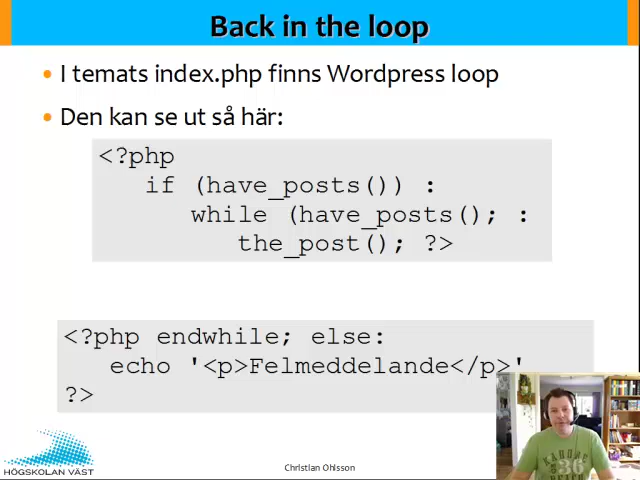 Back in the loop
• I temats index.php finns Wordpress loop
• Den kan se ut så här:
<?php
if (have_posts()) :
while (have_posts(); :
the_post(); ?>
<?php endwhile; else:
echo '<p>Felmeddelande</p>'
?>
HÖGSKOLAN VÄST
Christian Ohlsson
36